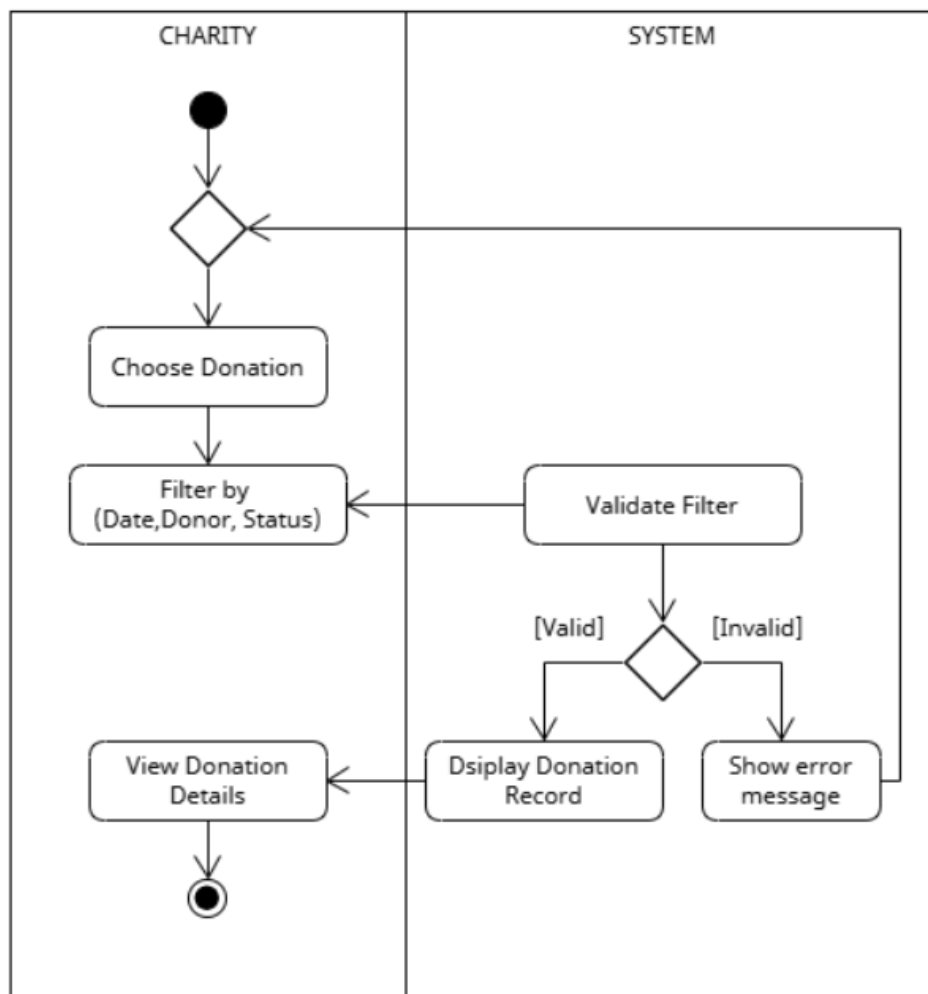 CHARITY
SYSTEM
Choose Donation
Filter by
(Date,Donor, Status)
Validate Filter
[Valid]
[Invalid]
View Donation
Details
Dsiplay Donation
Record
Show error
message